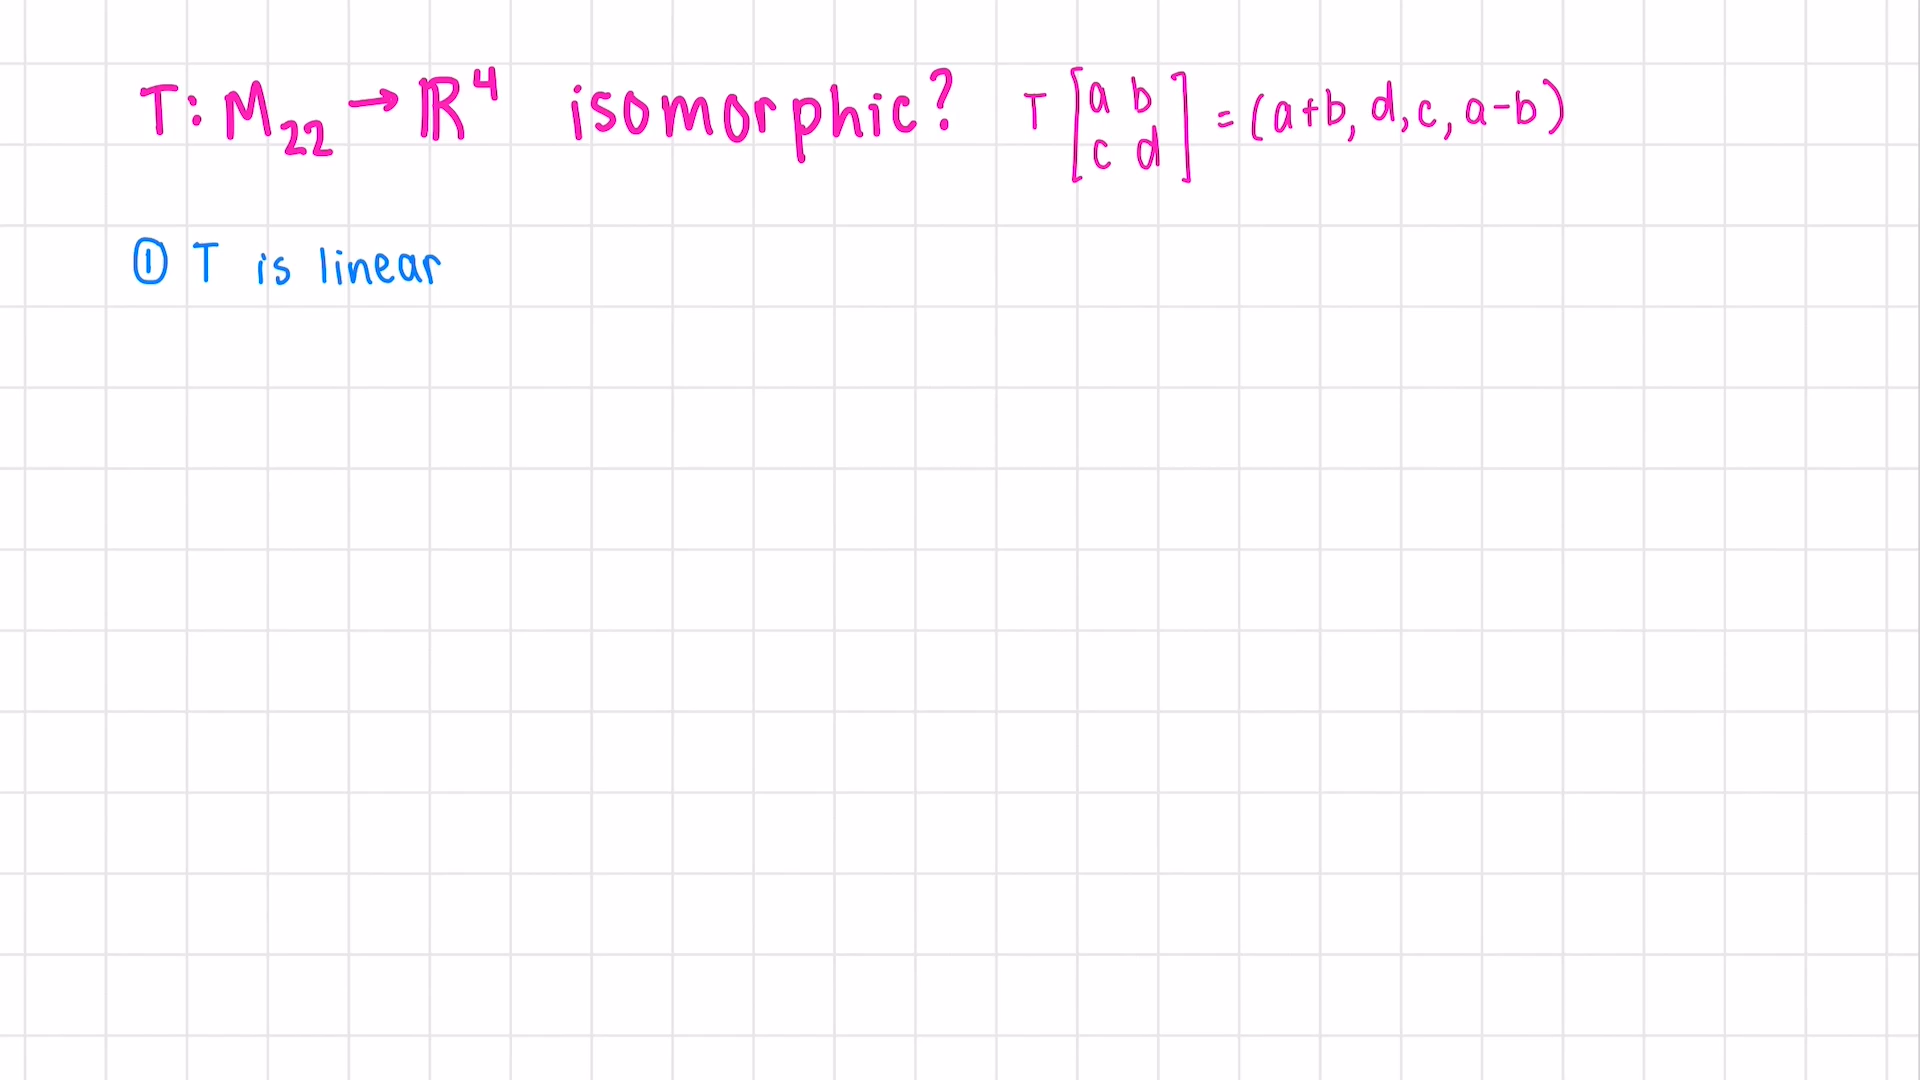 T: M₂₂ → ℝ⁴ isomorphic? T [a b
c d] = (a+b, d, c, a-b)
① T is linear